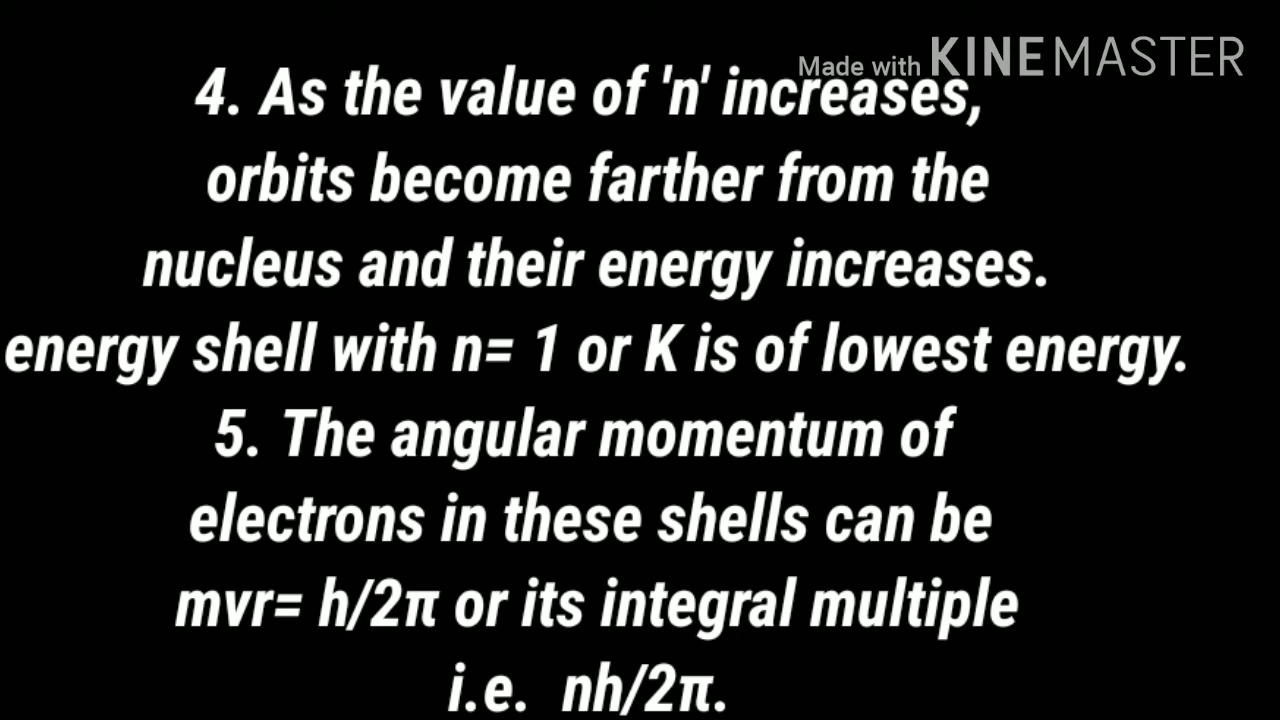 Made with KINEMASTER
4. As the value of 'n' increases,
orbits become farther from the
nucleus and their energy increases.
energy shell with n= 1 or K is of lowest energy.
5. The angular momentum of
electrons in these shells can be
mvr= h/2π or its integral multiple
i.e. nh/2π.